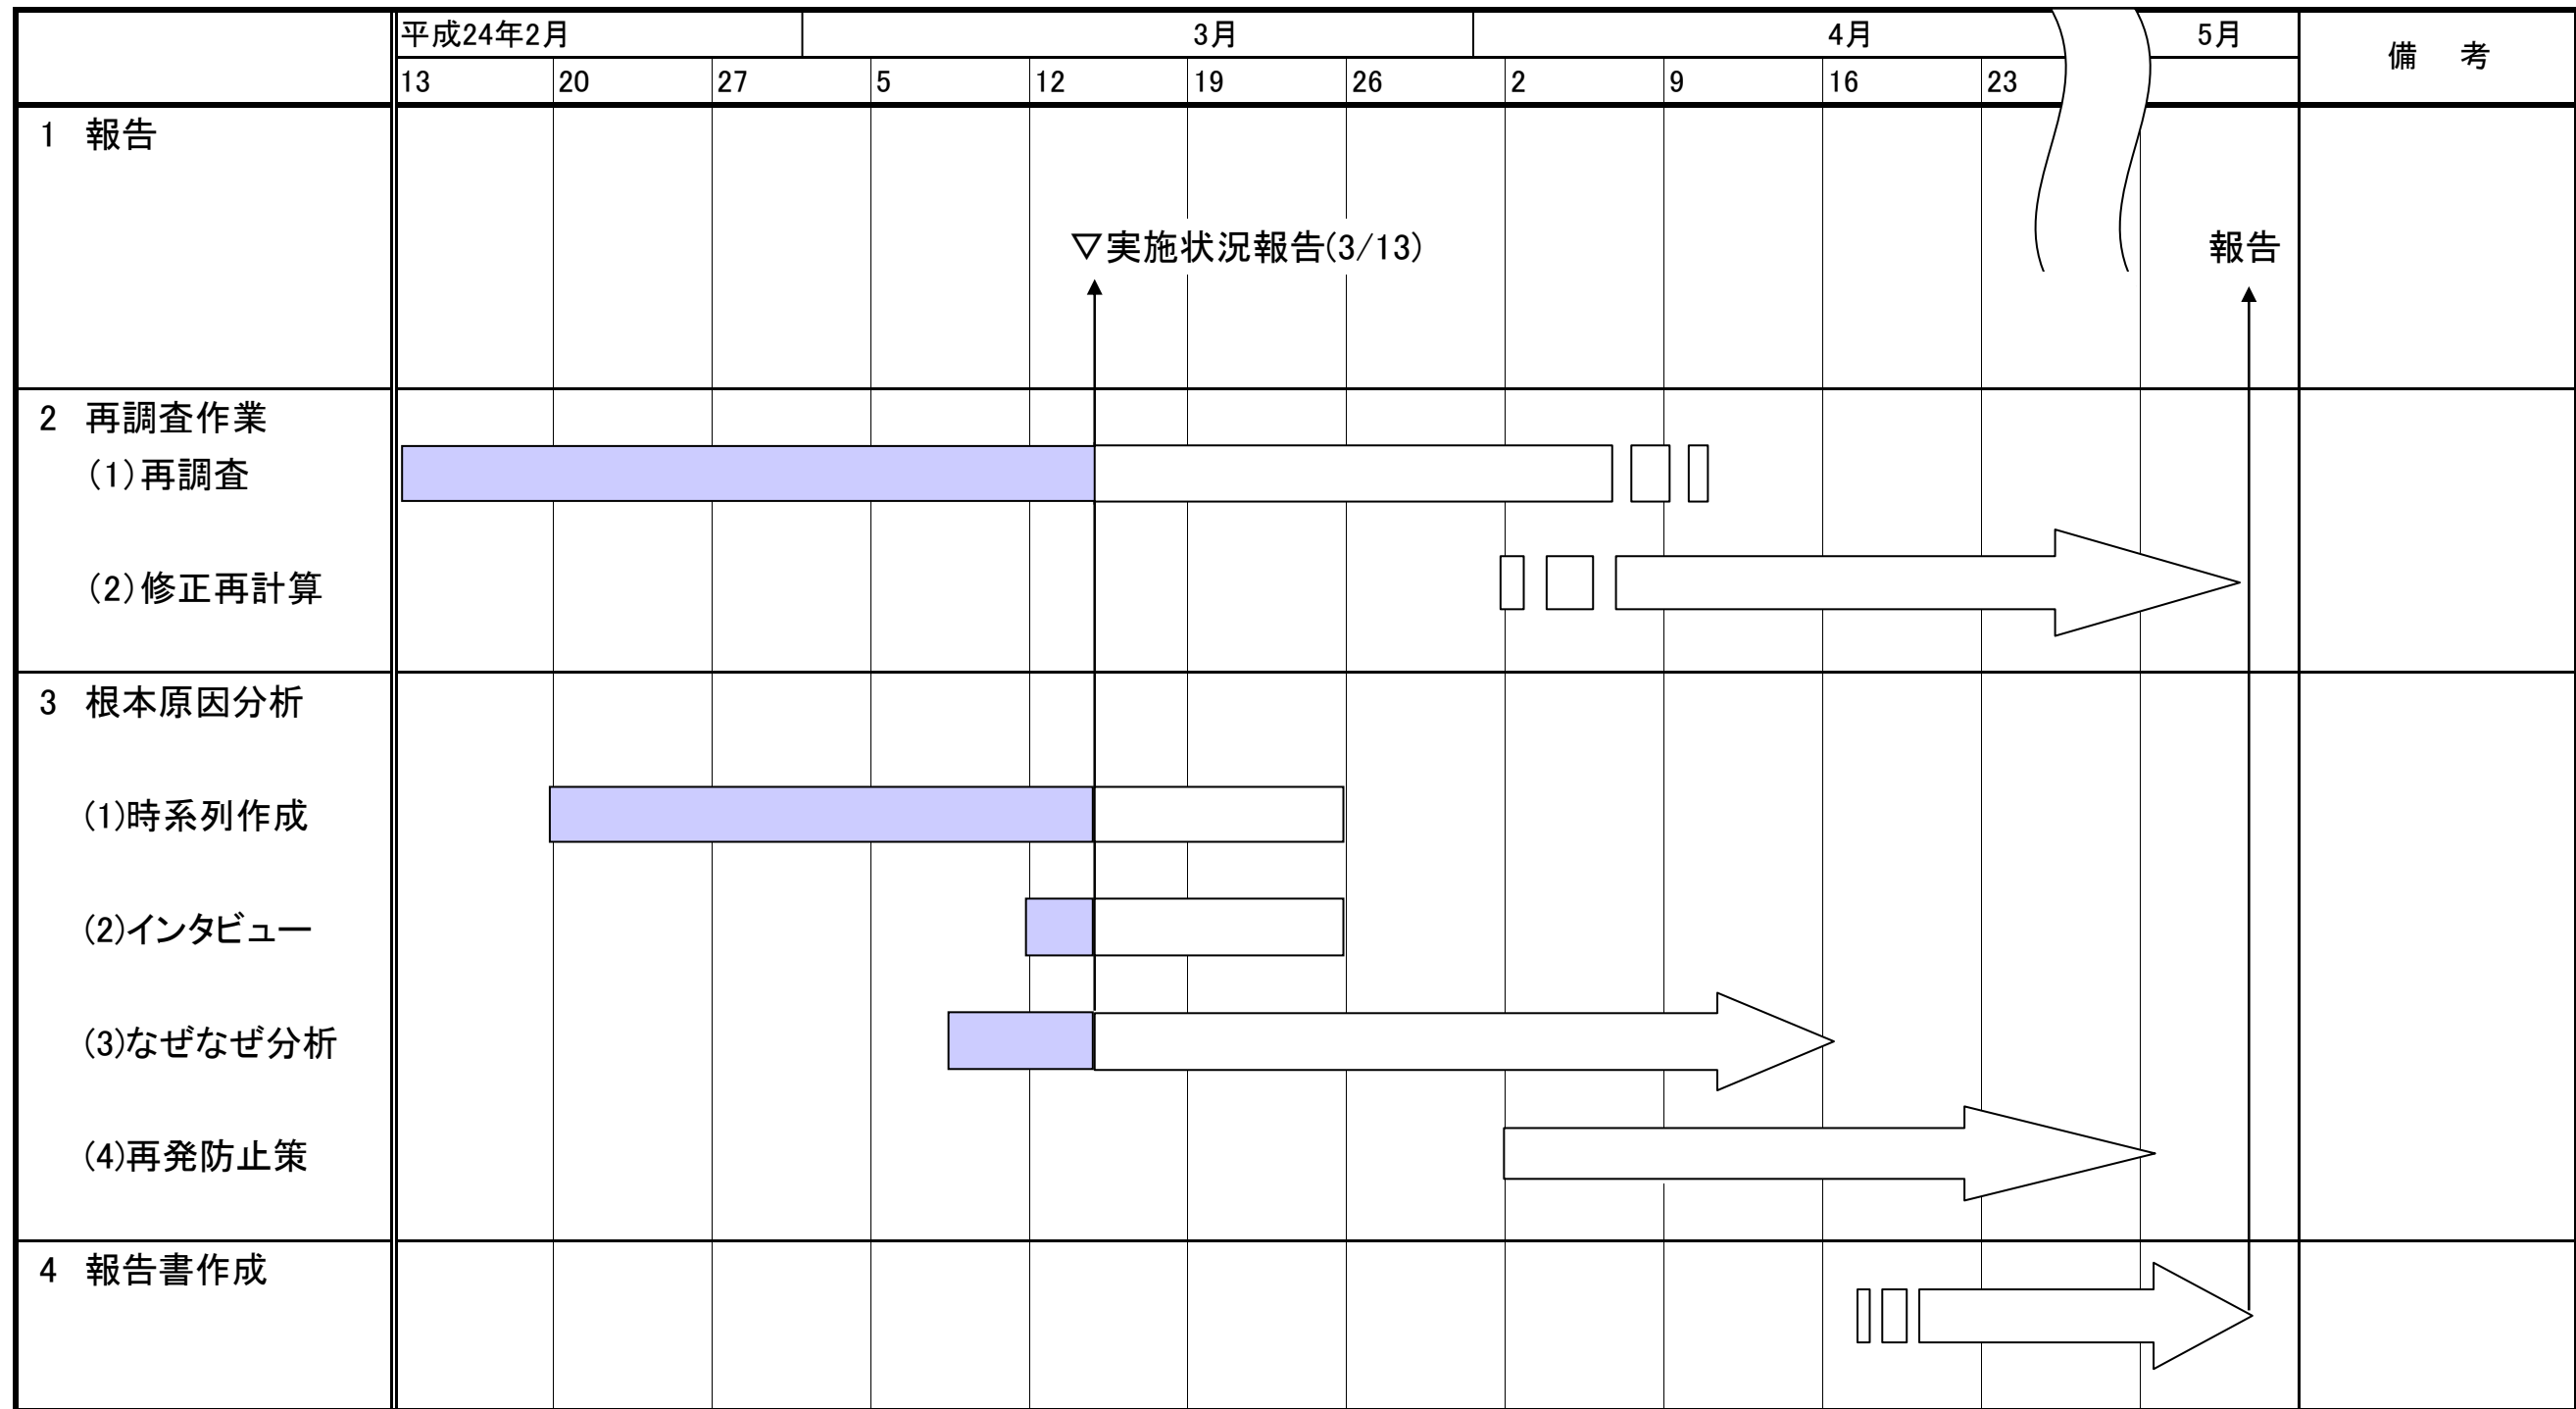 平成24年2月 3月 4月 5月 備 考
13 20 27 5 12 19 26 2 9 16 23
1 報告
▽実施状況報告(3/13) 報告
2 再調査作業
(1)再調査
(2)修正再計算
3 根本原因分析
(1)時系列作成
(2)インタビュー
(3)なぜなぜ分析
(4)再発防止策
4 報告書作成